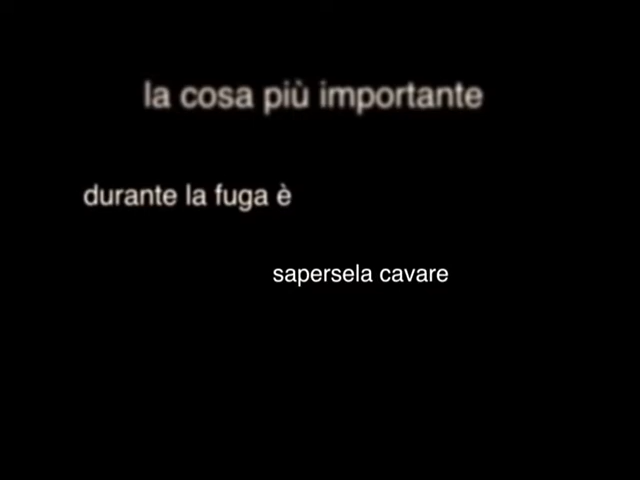 la cosa più importante
durante la fuga è
sapersela cavare